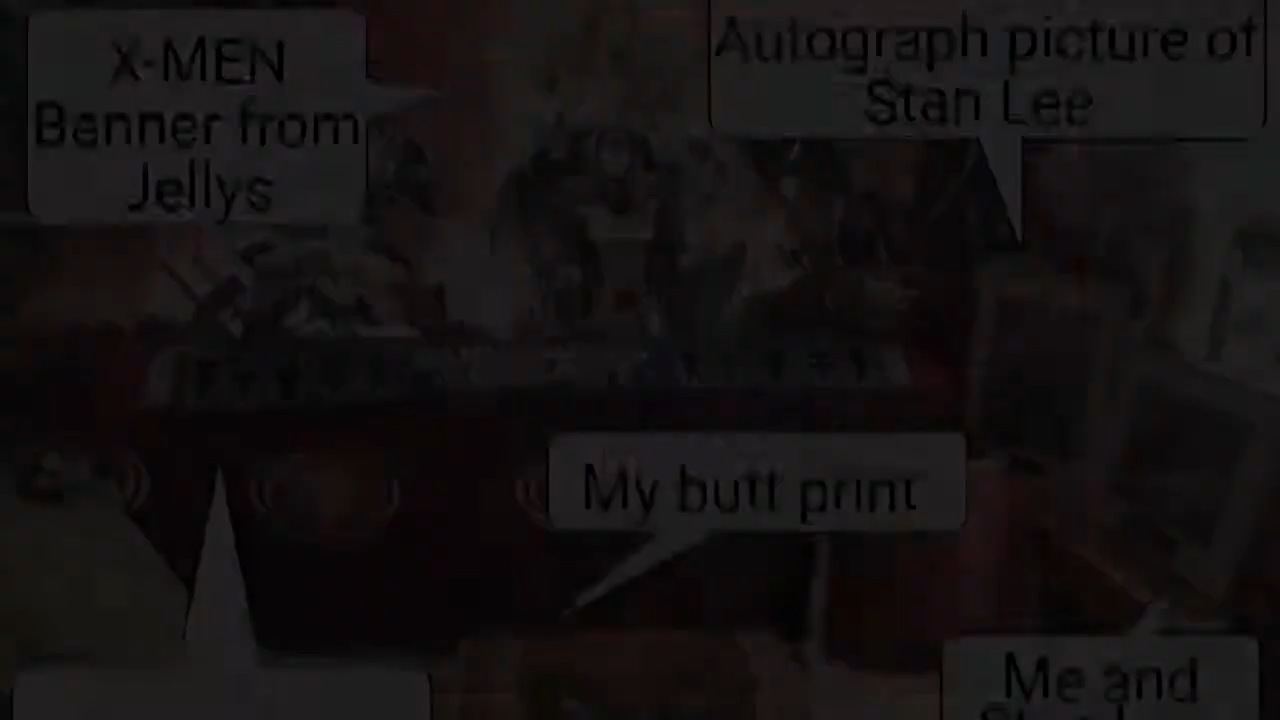 X-MEN
Banner from
Jellys
Autograph picture of
Stan Lee
My butt print
Me and